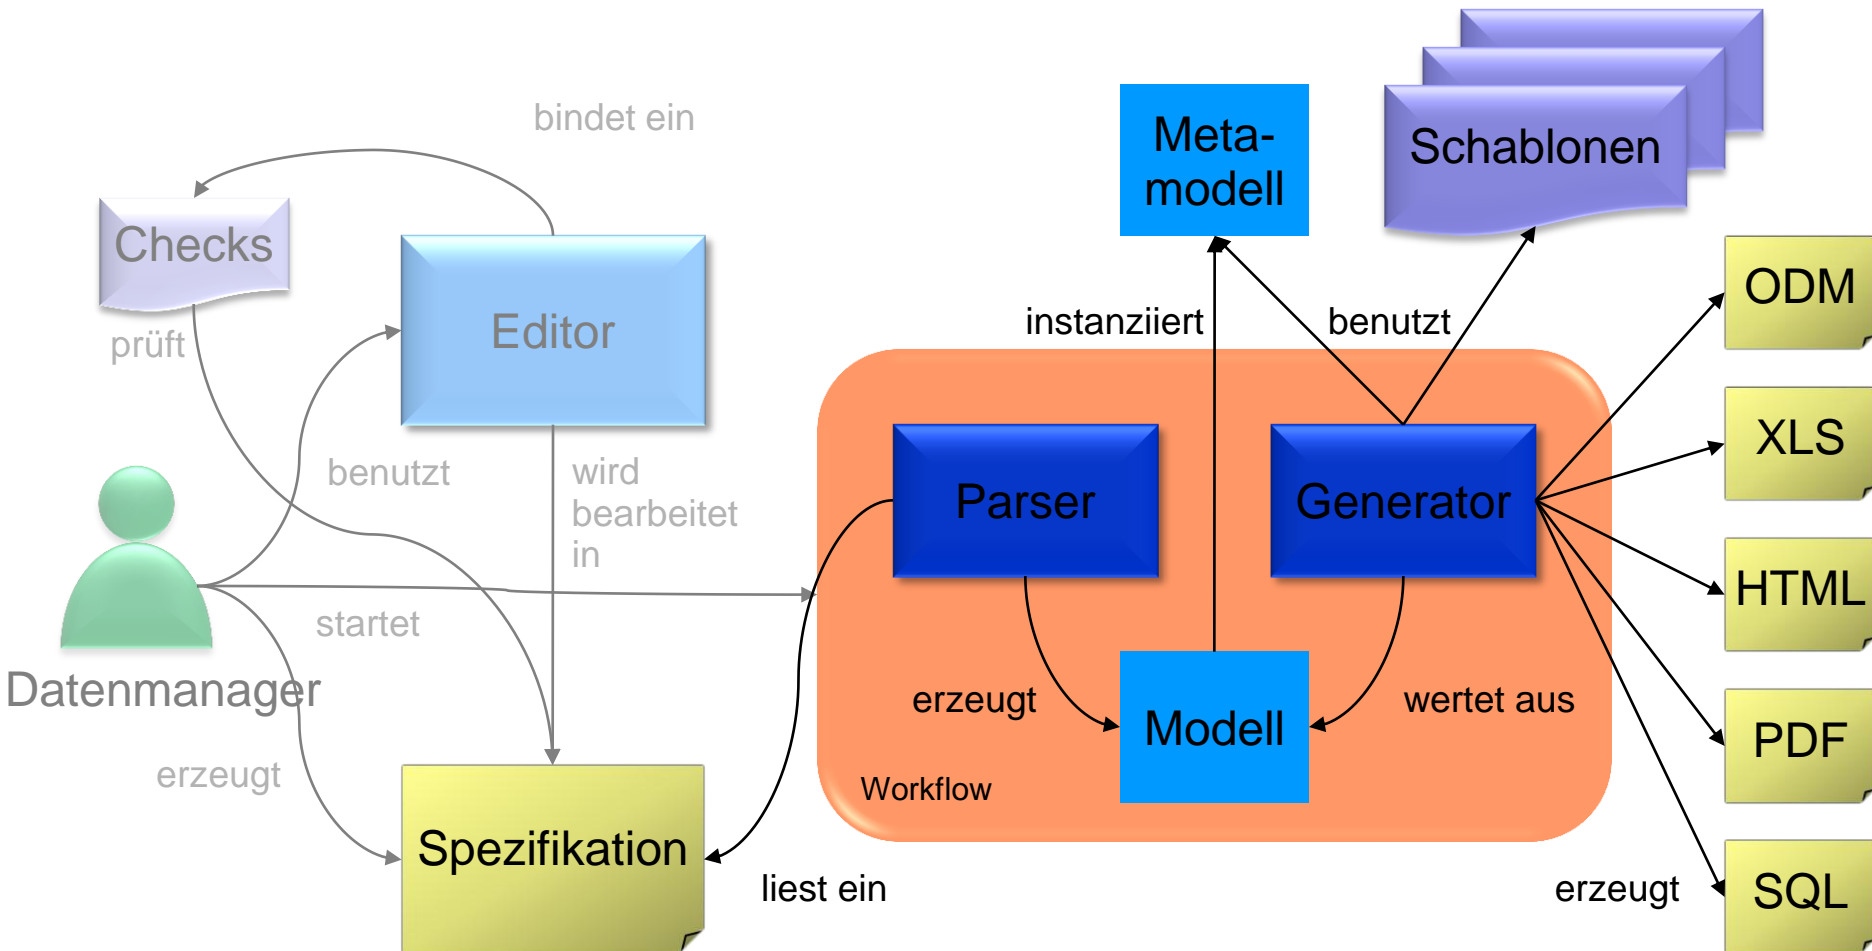 bindet ein
Meta-
modell
Schablonen
Checks
ODM
prüft
Editor
instanziiert
benutzt
XLS
benutzt
wird
bearbeitet
in
Parser
Generator
HTML
startet
Datenmanager
erzeugt
Modell
wertet aus
PDF
erzeugt
Workflow
Spezifikation
liest ein
erzeugt
SQL